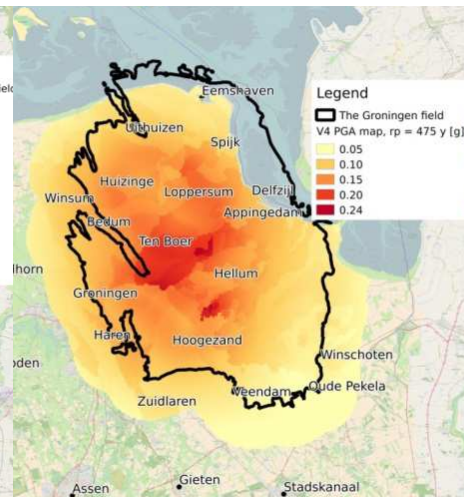 Eemshaven
Legend
The Groningen field
V4 PGA map, rp = 475 y [g]
0.05
0.10
0.15
0.20
0.24
Uithuizen
Spijk
Huizinge
Loppersum
Delfzijl
Winsum
Appingedam
Bedum
Ten Boer
Hellum
lhorn
Groningen
Haren
Hoogezand
Winschoten
oden
Veendam
Oude Pekela
Zuidlaren
Gieten
Assen
Stadskanaal